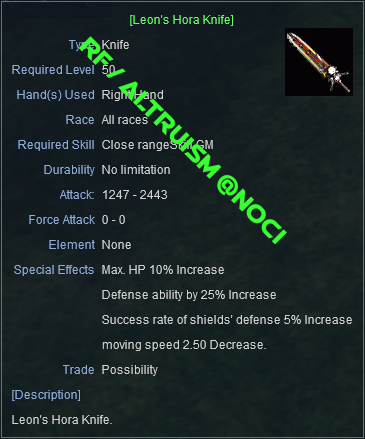 [Leon's Hora Knife]
Type Knife
Required Level 50
Hand(s) Used Right Hand
Race All races
Required Skill Close rangeSkill GM
Durability No limitation
Attack: 1247 - 2443
Force Attack 0 - 0
Element None
Special Effects Max. HP 10% Increase
Defense ability by 25% Increase
Success rate of shields' defense 5% Increase
moving speed 2.50 Decrease.
Trade Possibility
[Description]
Leon's Hora Knife.
RF/ ALTRUISM @NOCI